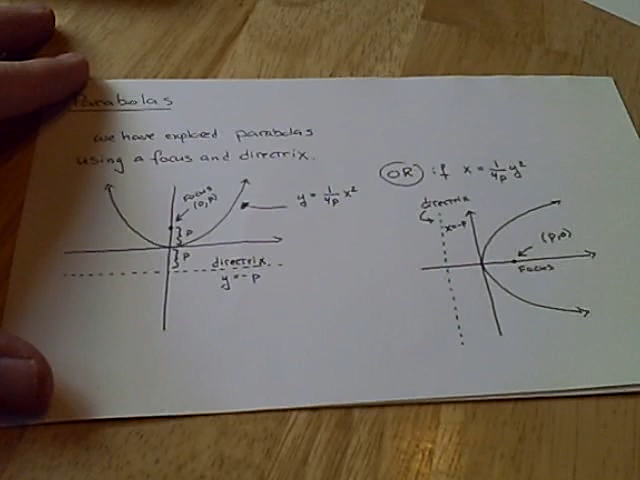 Parabolas
we have explored parabolas
using a focus and directrix.
FOCUS
(0,p)
y = 1/4p x²
p
p
directrix
y = -p
OR : if x = 1/4p y²
directrix
x=-p
(p,0)
FOCUS